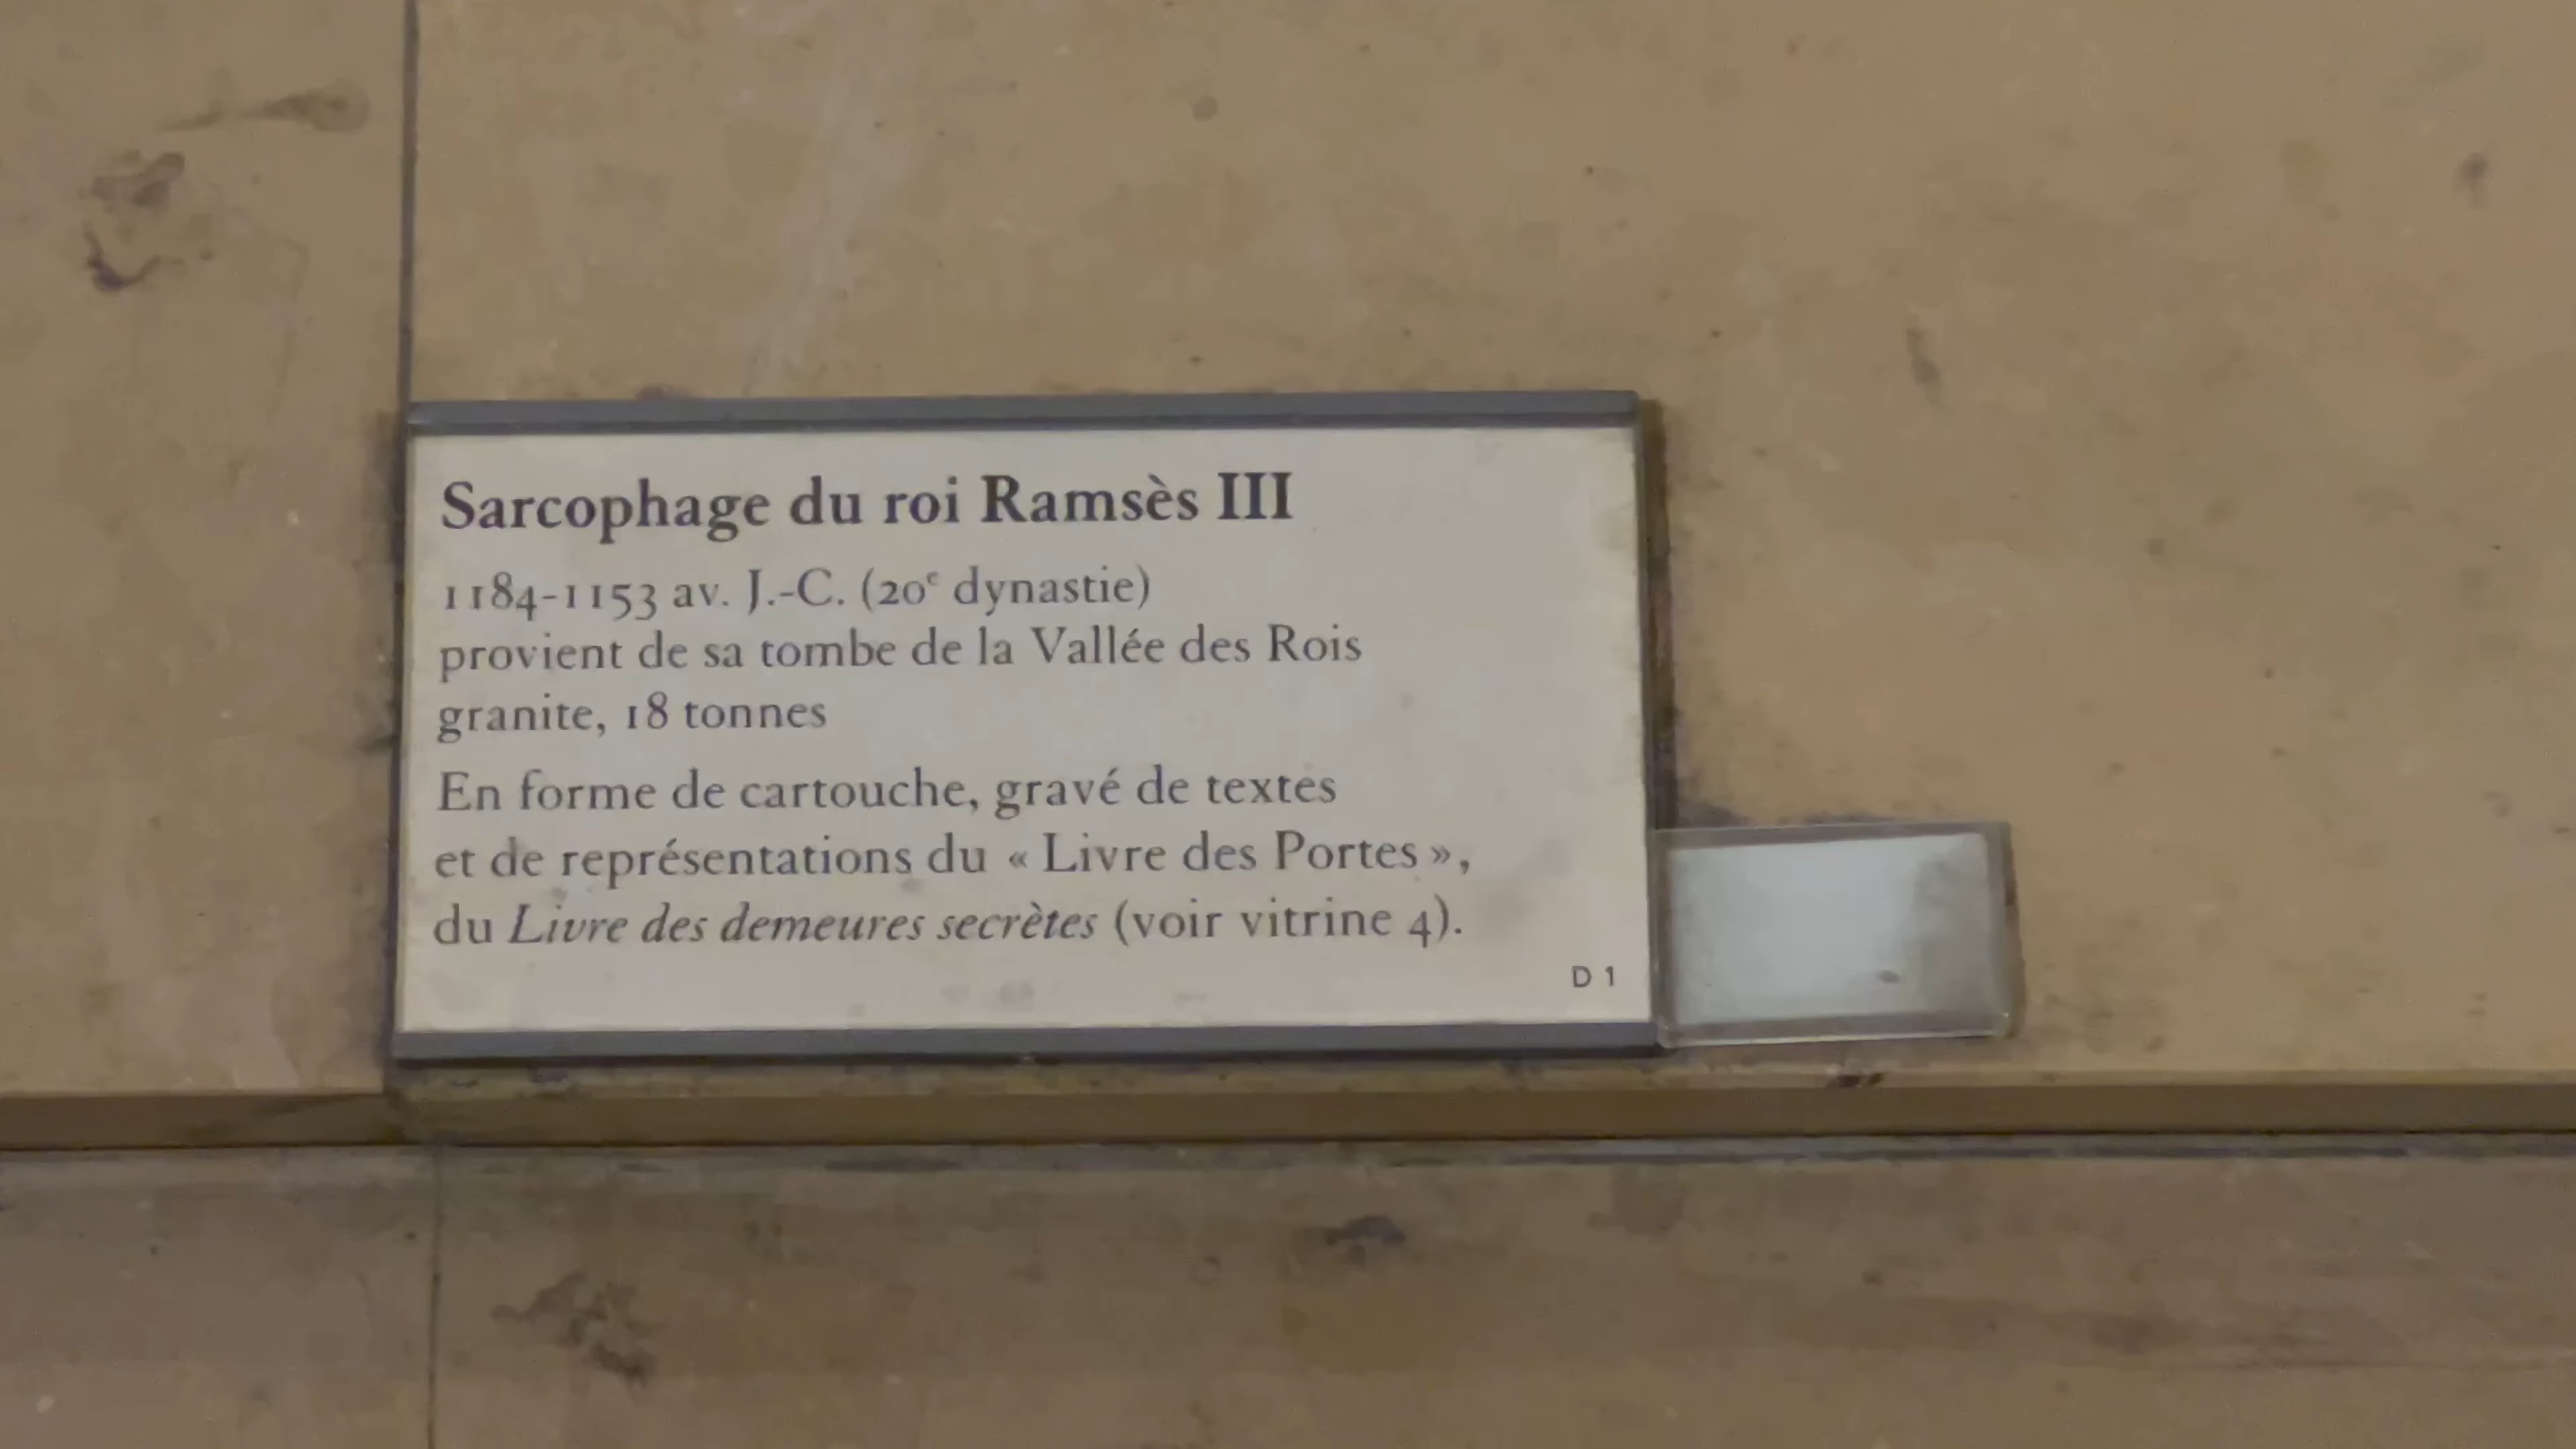 Sarcophage du roi Ramsès III
1184-1153 av. J.-C. (20e dynastie)
provient de sa tombe de la Vallée des Rois
granite, 18 tonnes
En forme de cartouche, gravé de textes
et de représentations du « Livre des Portes »,
du Livre des demeures secrètes (voir vitrine 4).
D 1